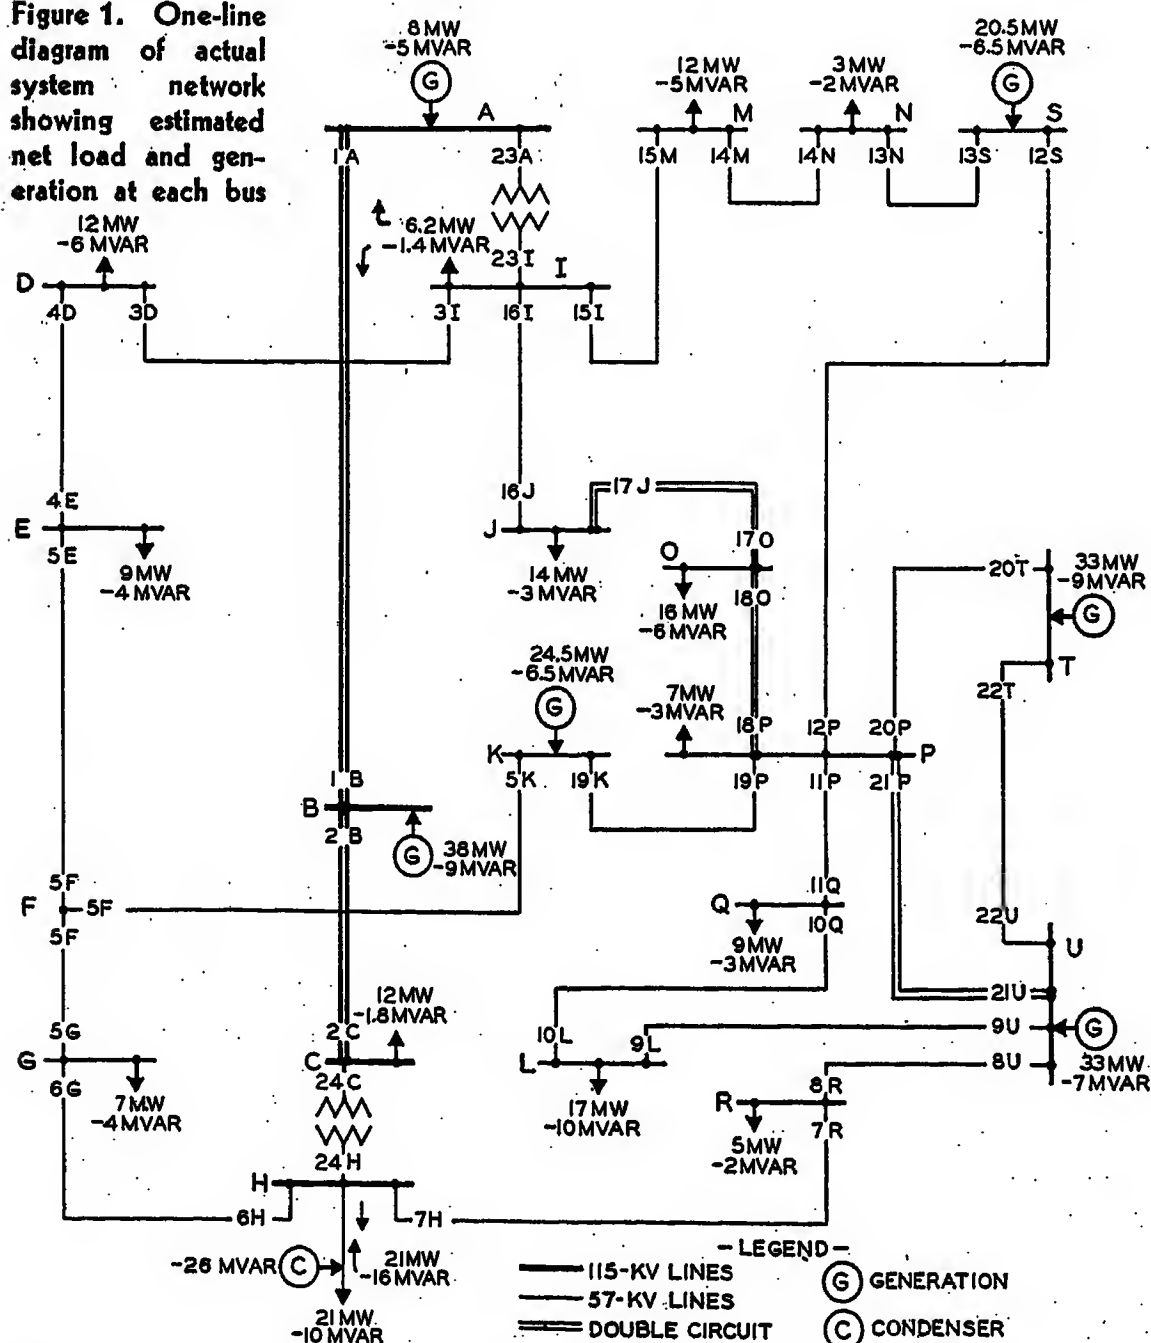 Figure 1. One-line
diagram of actual
system network
showing estimated
net load and gen-
eration at each bus
8 MW
-5 MVAR
G
A
1A
23A
12 MW
-5 MVAR
M
15M
14M
3 MW
-2 MVAR
N
14N
13N
20.5 MW
-6.5 MVAR
G
S
13S
12S
12 MW
-6 MVAR
D
4D
3D
6.2 MW
-1.4 MVAR
23I
I
3I
16I
15I
4E
E
5E
9 MW
-4 MVAR
16J
17J
J
14 MW
-3 MVAR
17O
O
18O
16 MW
-6 MVAR
20T
33 MW
-9 MVAR
G
T
22T
24.5 MW
-6.5 MVAR
G
K
5K
19K
7 MW
-3 MVAR
18P
12P
20P
P
19P
11P
21P
1B
B
2B
G
38 MW
-9 MVAR
5F
F
5F
5F
11Q
Q
10Q
9 MW
-3 MVAR
22U
U
21U
9U
G
8U
33 MW
-7 MVAR
5G
G
6G
7 MW
-4 MVAR
2C
C
24C
12 MW
-1.8 MVAR
24H
H
6H
7H
10L
9L
L
17 MW
-10 MVAR
8R
R
7R
5 MW
-2 MVAR
-26 MVAR
C
21 MW
-16 MVAR
21 MW
-10 MVAR
- LEGEND -
115-KV LINES
57-KV LINES
DOUBLE CIRCUIT
G GENERATION
C CONDENSER